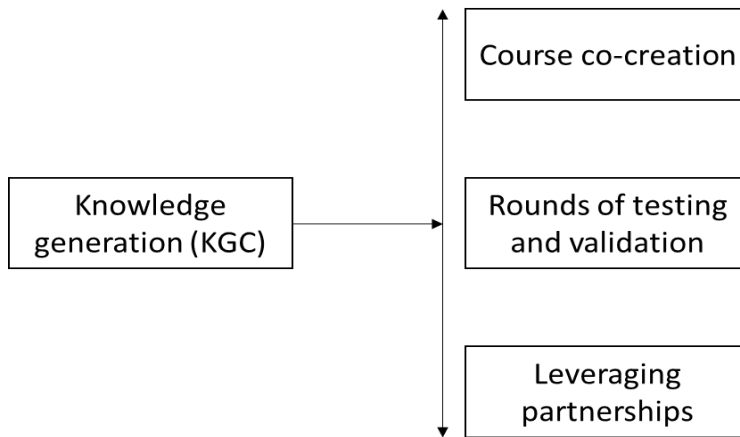 Course co-creation
Knowledge
generation (KGC)
Rounds of testing
and validation
Leveraging
partnerships